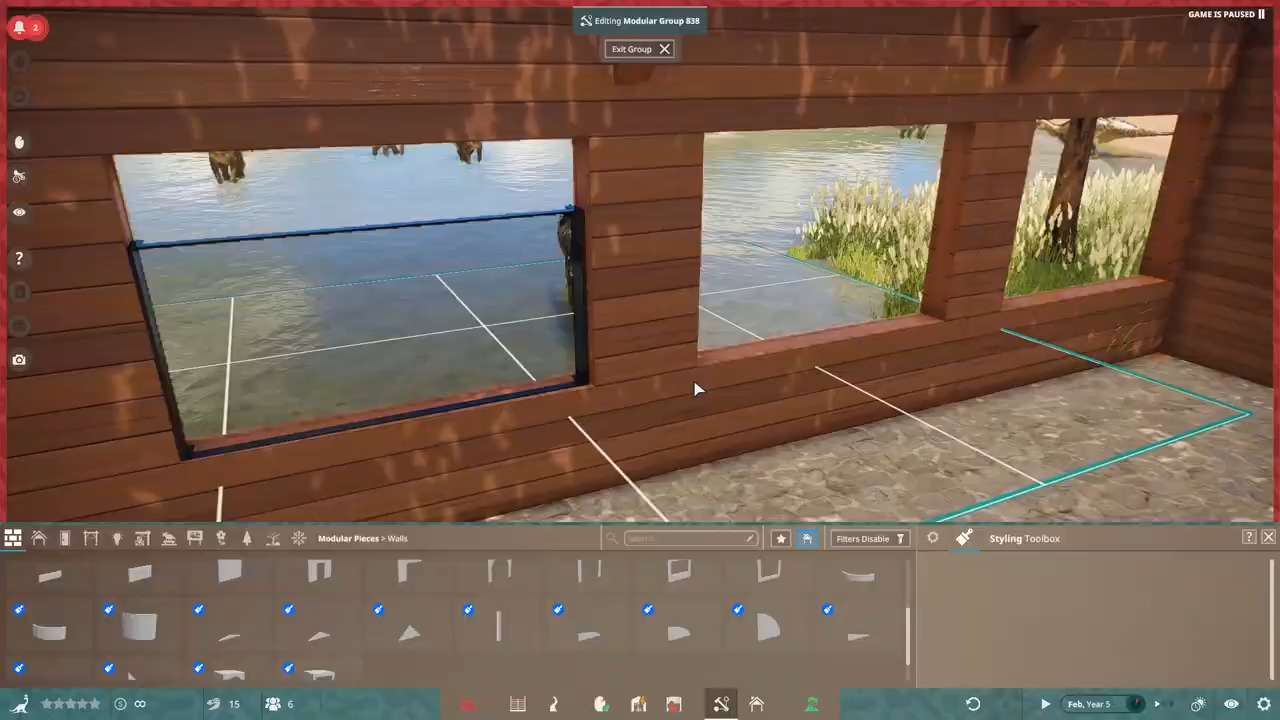 Editing Modular Group 838
GAME IS PAUSED
2
Exit Group
?
Modular Pieces > Walls
Search...
Filters Disable
Styling Toolbox
?
∞
15
6
Feb, Year 5